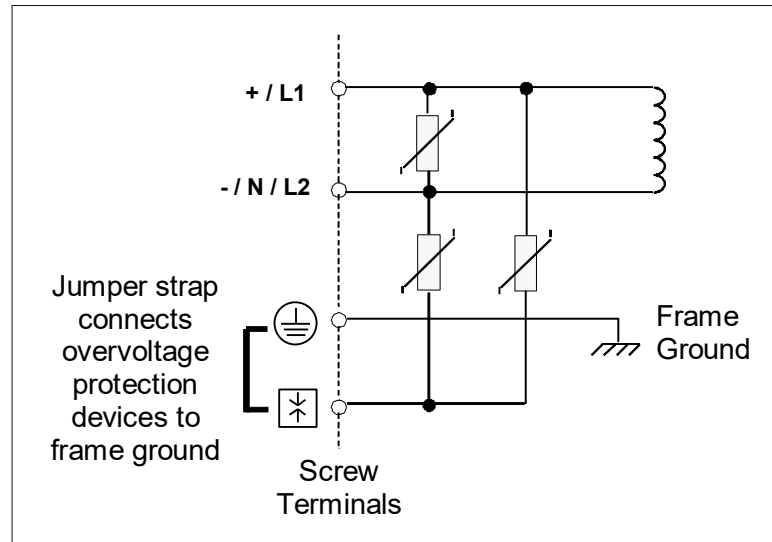 + / L1
- / N / L2
Jumper strap
connects
overvoltage
protection
devices to
frame ground
Frame
Ground
Screw
Terminals